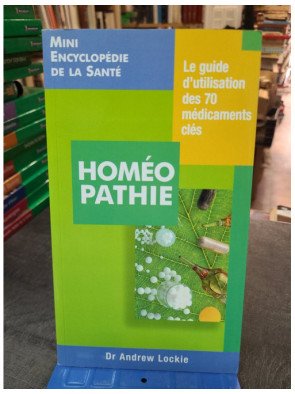 MINI
ENCYCLOPÉDIE
DE LA SANTÉ
Le guide
d'utilisation
des 70
médicaments
clés
HOMÉO
PATHIE
Dr Andrew Lockie